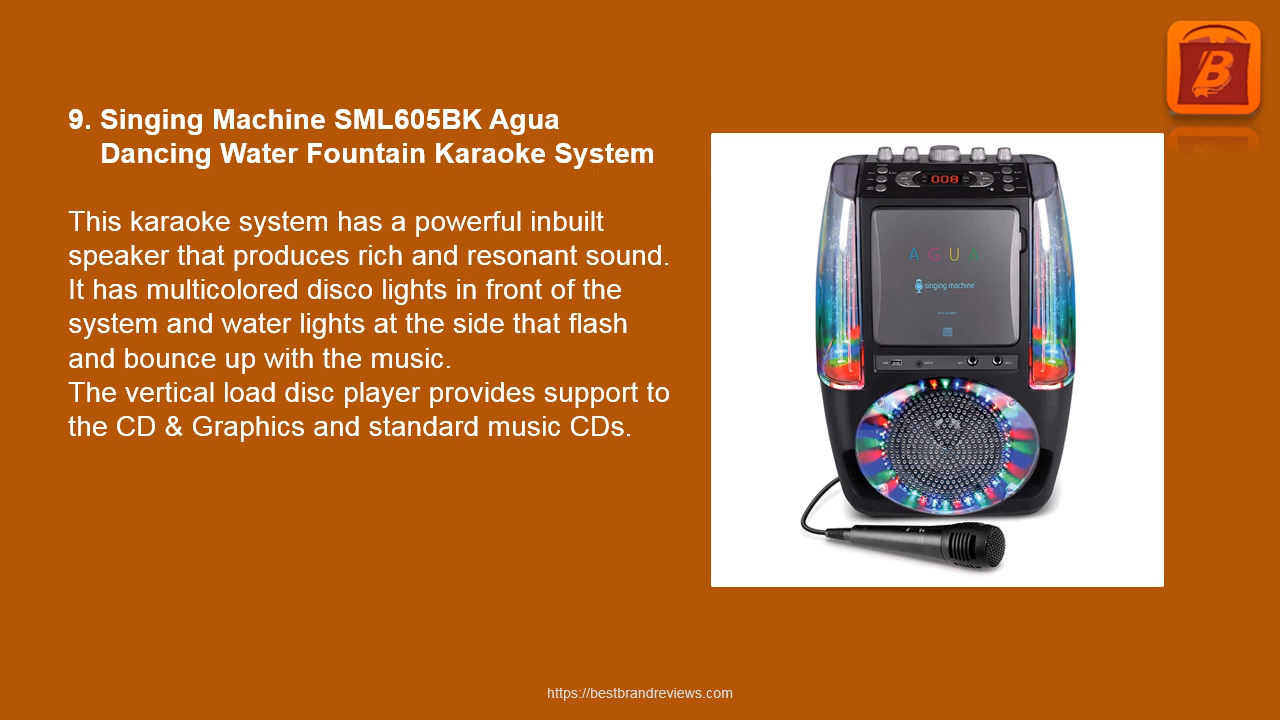 9. Singing Machine SML605BK Agua
Dancing Water Fountain Karaoke System
This karaoke system has a powerful inbuilt
speaker that produces rich and resonant sound.
It has multicolored disco lights in front of the
system and water lights at the side that flash
and bounce up with the music.
The vertical load disc player provides support to
the CD & Graphics and standard music CDs.
B
008
AGUA
singing machine
https://bestbrandreviews.com